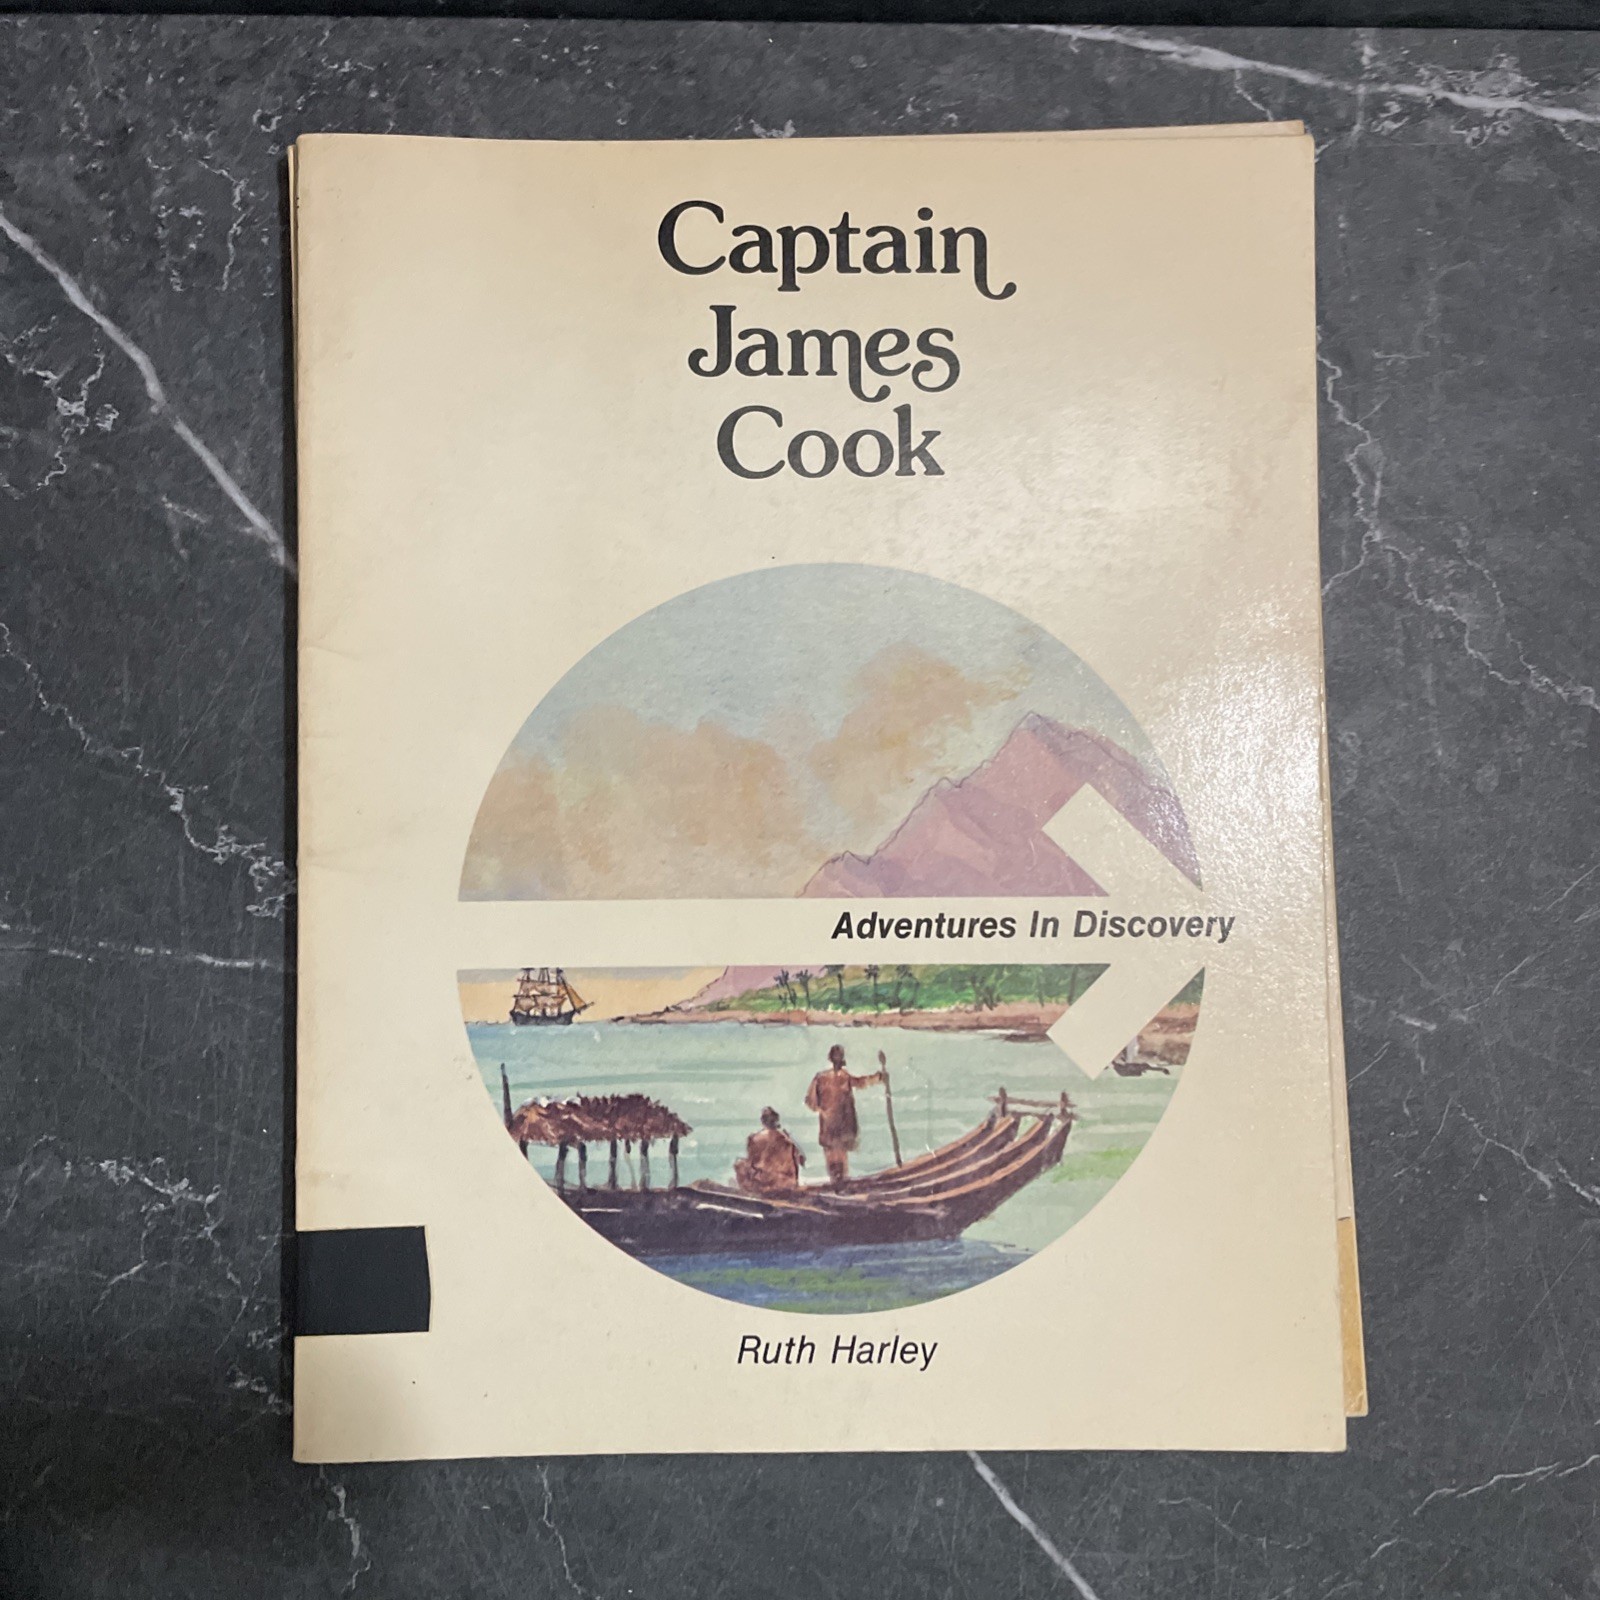 Captain
James
Cook
Adventures In Discovery
Ruth Harley